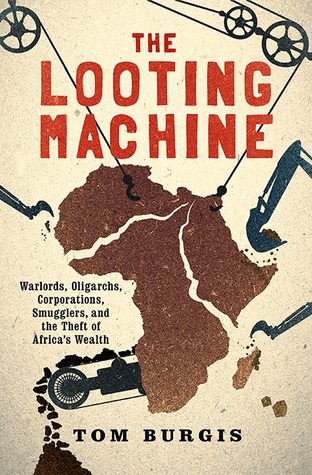 THE
LOOTING
MACHINE
Warlords, Oligarchs,
Corporations,
Smugglers, and
the Theft of
Africa's Wealth
TOM BURGIS